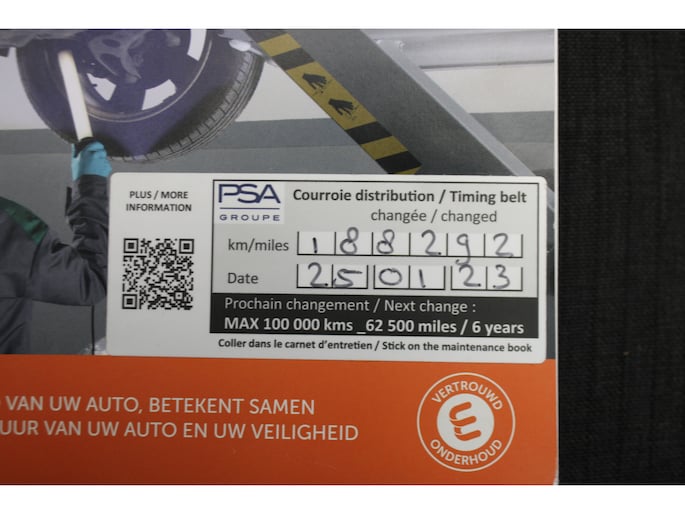 PLUS / MORE
INFORMATION
PSA
GROUPE
Courroie distribution / Timing belt
changée / changed
km/miles 188292
Date 25 01 23
Prochain changement / Next change :
MAX 100 000 kms _62 500 miles / 6 years
Coller dans le carnet d'entretien / Stick on the maintenance book
VAN UW AUTO, BETEKENT SAMEN
UUR VAN UW AUTO EN UW VEILIGHEID
VERTROUWD
ONDERHOUD